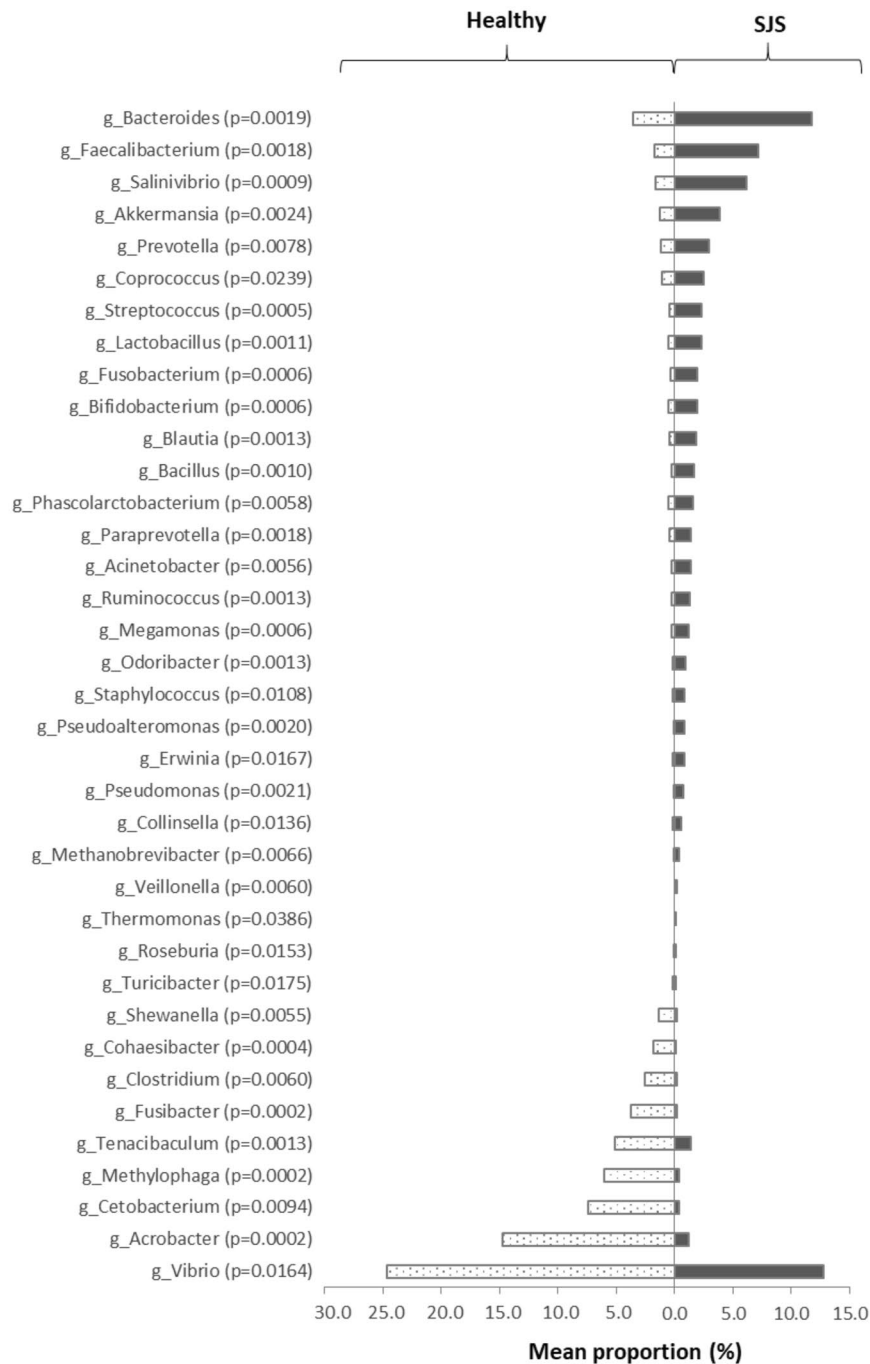 Healthy SJS
g_Bacteroides (p=0.0019)
g_Faecalibacterium (p=0.0018)
g_Salinivibrio (p=0.0009)
g_Akkermansia (p=0.0024)
g_Prevotella (p=0.0078)
g_Coprococcus (p=0.0239)
g_Streptococcus (p=0.0005)
g_Lactobacillus (p=0.0011)
g_Fusobacterium (p=0.0006)
g_Bifidobacterium (p=0.0006)
g_Blautia (p=0.0013)
g_Bacillus (p=0.0010)
g_Phascolarctobacterium (p=0.0058)
g_Paraprevotella (p=0.0018)
g_Acinetobacter (p=0.0056)
g_Ruminococcus (p=0.0013)
g_Megamonas (p=0.0006)
g_Odoribacter (p=0.0013)
g_Staphylococcus (p=0.0108)
g_Pseudoalteromonas (p=0.0020)
g_Erwinia (p=0.0167)
g_Pseudomonas (p=0.0021)
g_Collinsella (p=0.0136)
g_Methanobrevibacter (p=0.0066)
g_Veillonella (p=0.0060)
g_Thermomonas (p=0.0386)
g_Roseburia (p=0.0153)
g_Turicibacter (p=0.0175)
g_Shewanella (p=0.0055)
g_Cohaesibacter (p=0.0004)
g_Clostridium (p=0.0060)
g_Fusibacter (p=0.0002)
g_Tenacibaculum (p=0.0013)
g_Methylophaga (p=0.0002)
g_Cetobacterium (p=0.0094)
g_Acrobacter (p=0.0002)
g_Vibrio (p=0.0164)
30.0 25.0 20.0 15.0 10.0 5.0 0.0 5.0 10.0 15.0
Mean proportion (%)